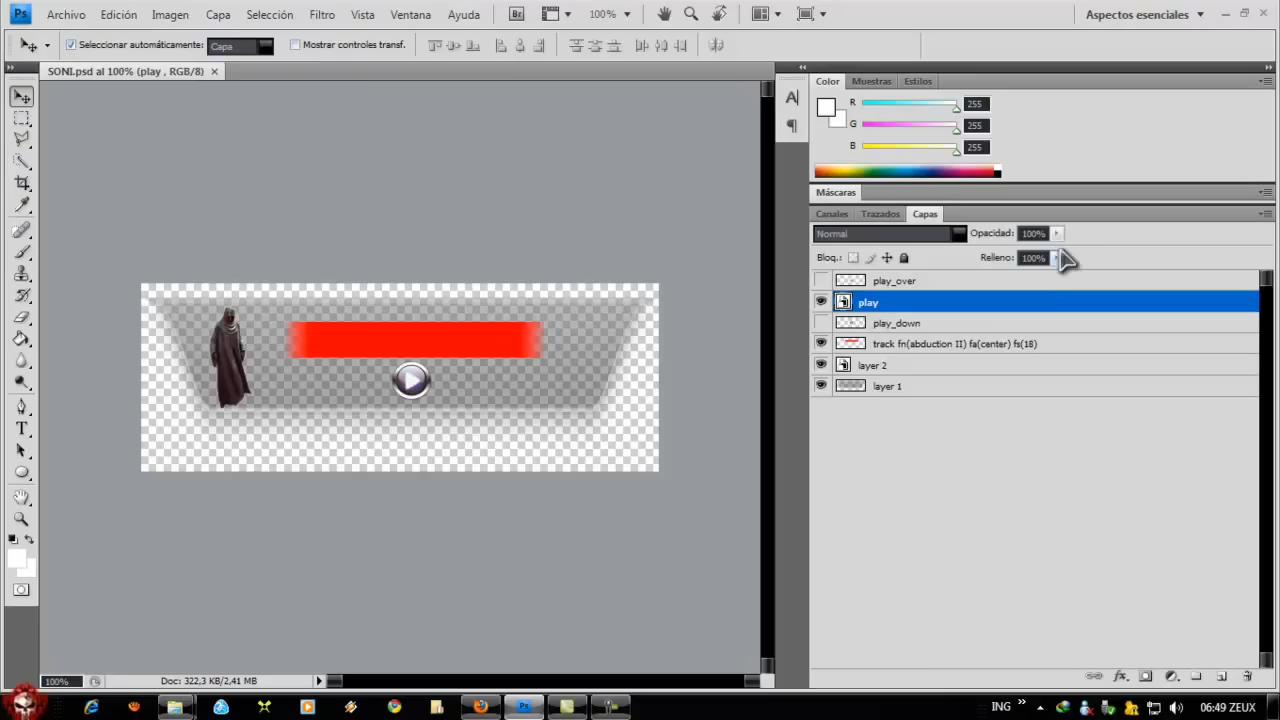 Ps Archivo Edición Imagen Capa Selección Filtro Vista Ventana Ayuda Br 100% Aspectos esenciales
Seleccionar automáticamente: Capa Mostrar controles transf.
SONI.psd al 100% (play , RGB/8)
Color Muestras Estilos
R 255
G 255
B 255
Máscaras
Canales Trazados Capas
Normal Opacidad: 100%
Bloq.: Relleno: 100%
play_over
play
play_down
track fn(abduction II) fa(center) fs(18)
layer 2
layer 1
100% Doc: 322,3 KB/2,41 MB
ING 06:49 ZEUX